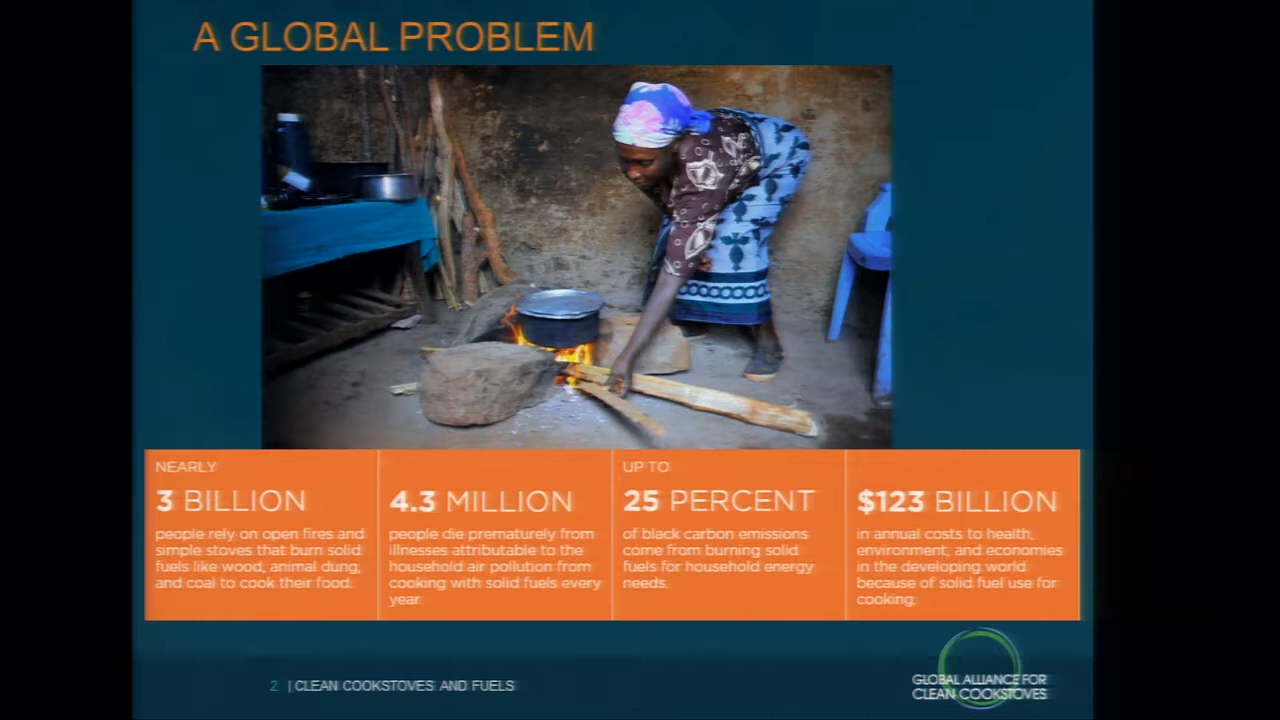 A GLOBAL PROBLEM
NEARLY
3 BILLION
people rely on open fires and
simple stoves that burn solid
fuels like wood, animal dung,
and coal to cook their food.
4.3 MILLION
people die prematurely from
illnesses attributable to the
household air pollution from
cooking with solid fuels every
year.
UP TO
25 PERCENT
of black carbon emissions
come from burning solid
fuels for household energy
needs.
$123 BILLION
in annual costs to health,
environment, and economies
in the developing world
because of solid fuel use for
cooking;
2 | CLEAN COOKSTOVES AND FUELS
GLOBAL ALLIANCE FOR
CLEAN COOKSTOVES